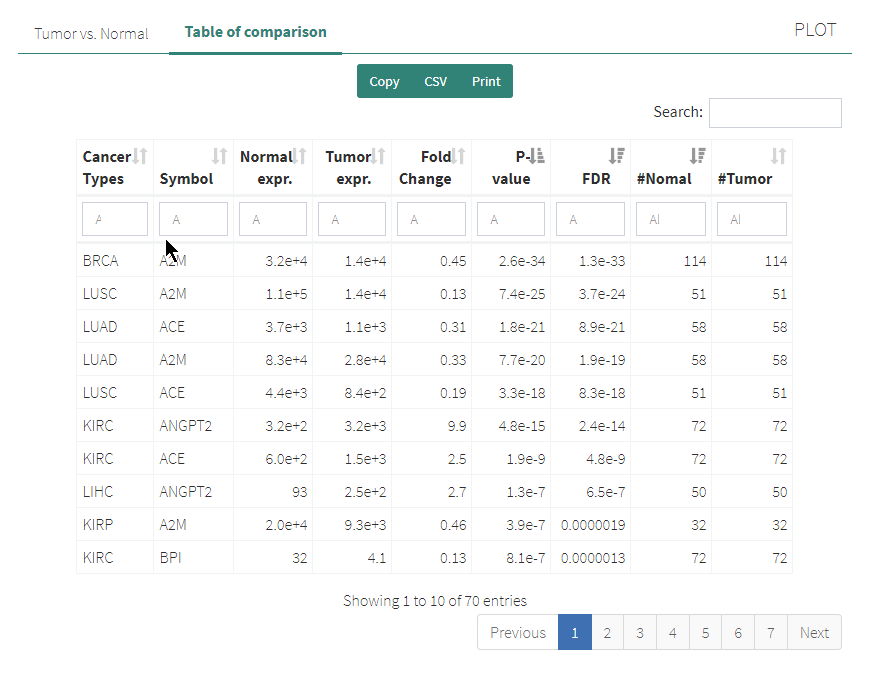 Tumor vs. Normal Table of comparison PLOT
Copy CSV Print
Search:
Cancer Types Symbol Normal expr. Tumor expr. Fold Change P-value FDR #Nomal #Tumor
A A A A A A A Al Al
BRCA A2M 3.2e+4 1.4e+4 0.45 2.6e-34 1.3e-33 114 114
LUSC A2M 1.1e+5 1.4e+4 0.13 7.4e-25 3.7e-24 51 51
LUAD ACE 3.7e+3 1.1e+3 0.31 1.8e-21 8.9e-21 58 58
LUAD A2M 8.3e+4 2.8e+4 0.33 7.7e-20 1.9e-19 58 58
LUSC ACE 4.4e+3 8.4e+2 0.19 3.3e-18 8.3e-18 51 51
KIRC ANGPT2 3.2e+2 3.2e+3 9.9 4.8e-15 2.4e-14 72 72
KIRC ACE 6.0e+2 1.5e+3 2.5 1.9e-9 4.8e-9 72 72
LIHC ANGPT2 93 2.5e+2 2.7 1.3e-7 6.5e-7 50 50
KIRP A2M 2.0e+4 9.3e+3 0.46 3.9e-7 0.0000019 32 32
KIRC BPI 32 4.1 0.13 8.1e-7 0.0000013 72 72
Showing 1 to 10 of 70 entries
Previous 1 2 3 4 5 6 7 Next